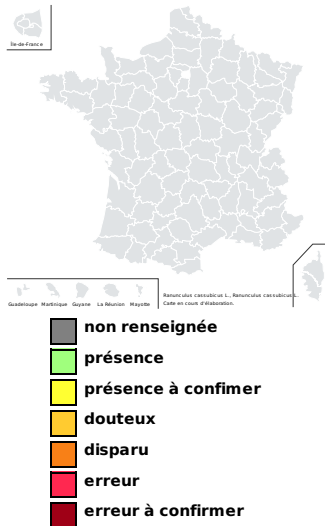 Île-de-France
Guadeloupe Martinique Guyane La Réunion Mayotte
Ranunculus cassubicus L., Ranunculus cassubicus L.
Carte en cours d'élaboration.
non renseignée
présence
présence à confimer
douteux
disparu
erreur
erreur à confirmer